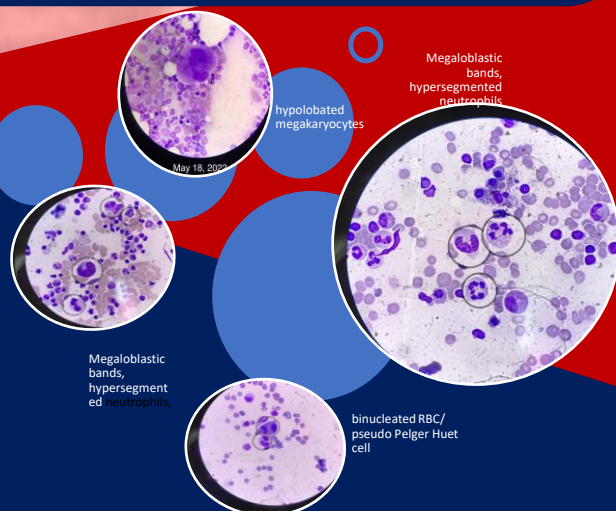 Megaloblastic
bands,
hypersegmented
neutrophils
hypolobated
megakaryocytes
May 18, 2022
Megaloblastic
bands,
hypersegment
ed neutrophils,
binucleated RBC/
pseudo Pelger Huet
cell